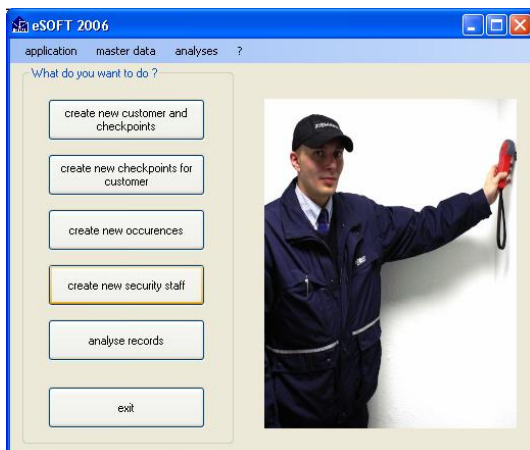 eSOFT 2006
application master data analyses ?
What do you want to do ?
create new customer and
checkpoints
create new checkpoints for
customer
create new occurences
create new security staff
analyse records
exit